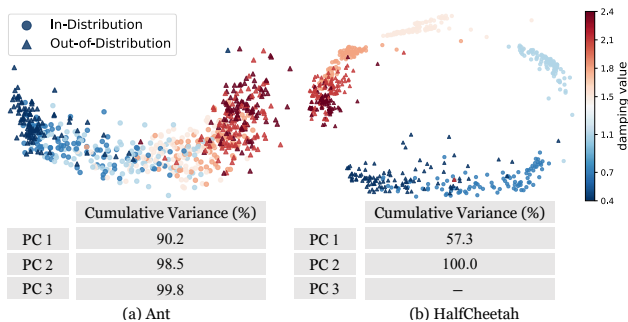 In-Distribution
Out-of-Distribution
2.4
2.1
1.8
1.5
1.1
0.7
0.4
damping value
Cumulative Variance (%)
PC 1 90.2
PC 2 98.5
PC 3 99.8
(a) Ant
Cumulative Variance (%)
PC 1 57.3
PC 2 100.0
PC 3 –
(b) HalfCheetah